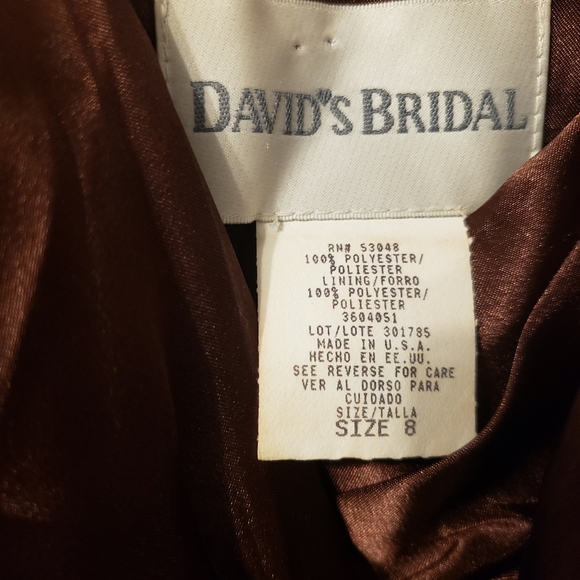 DAVID'S BRIDAL
RN# 53048
100% POLYESTER/
POLIESTER
LINING/FORRO
100% POLYESTER/
POLIESTER
3604051
LOT/LOTE 301785
MADE IN U.S.A.
HECHO EN EE.UU.
SEE REVERSE FOR CARE
VER AL DORSO PARA
CUIDADO
SIZE/TALLA
SIZE 8